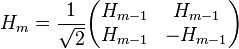 H_m = \frac{1}{\sqrt{2}} \begin{pmatrix} H_{m-1} & H_{m-1} \\ H_{m-1} & -H_{m-1} \end{pmatrix}